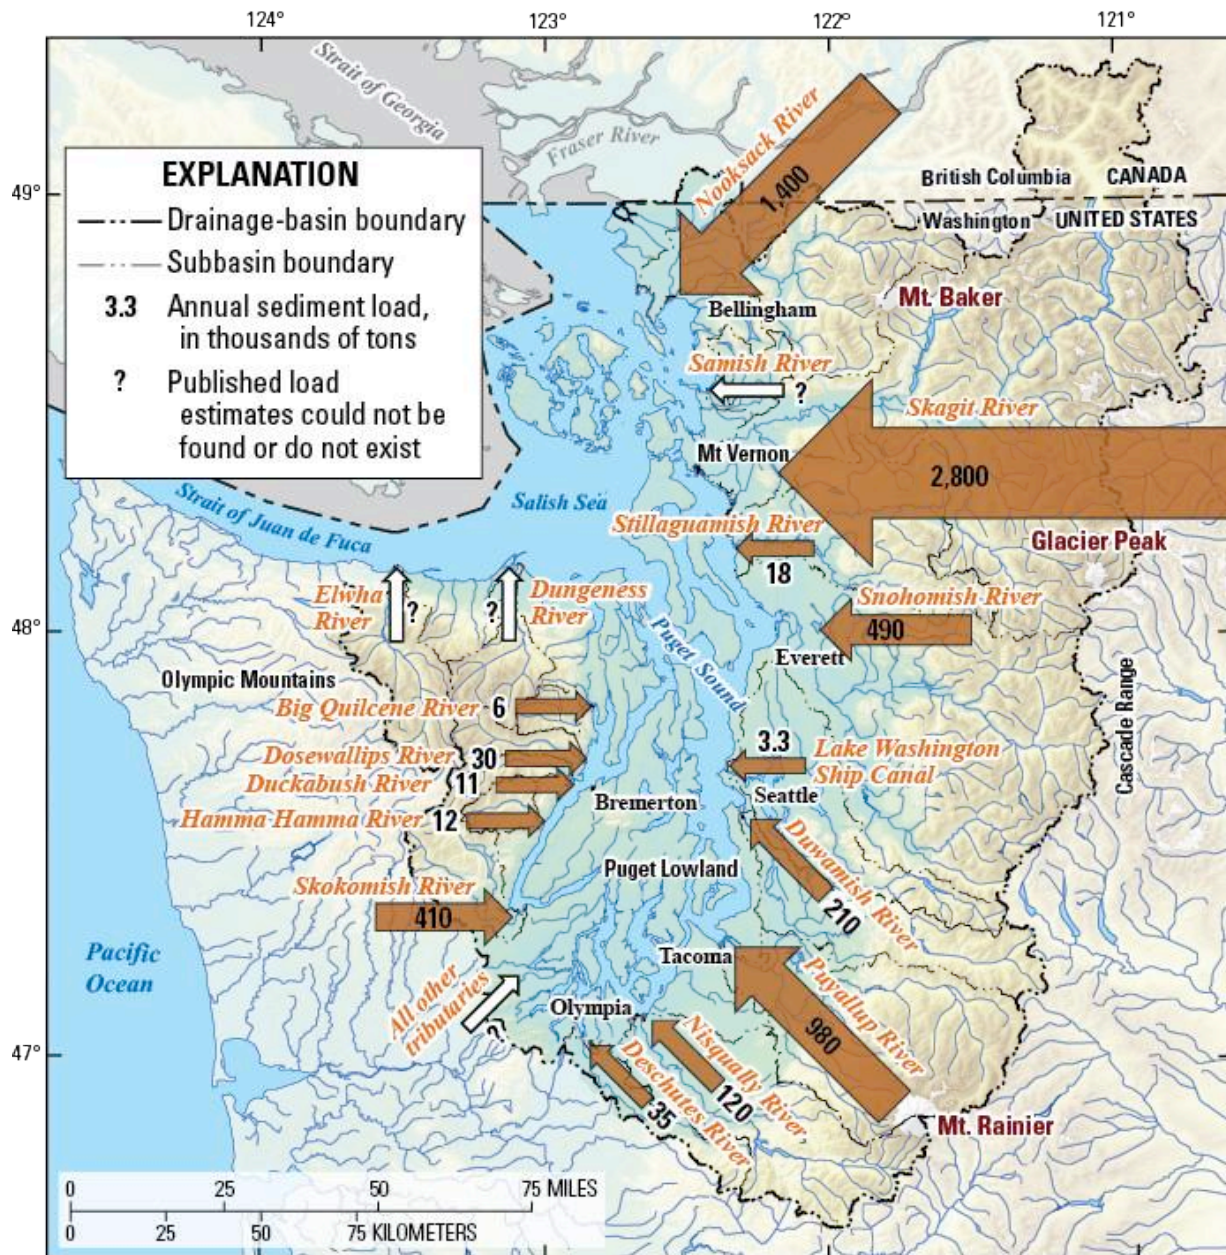 124°
123°
122°
121°
Strait of Georgia
Fraser River
Nooksack River
1,400
British Columbia
CANADA
Washington
UNITED STATES
49°
EXPLANATION
Drainage-basin boundary
Subbasin boundary
3.3 Annual sediment load,
in thousands of tons
? Published load
estimates could not be
found or do not exist
Mt. Baker
Bellingham
Samish River
?
Skagit River
Mt Vernon
2,800
Salish Sea
Strait of Juan de Fuca
Stillaguamish River
18
Glacier Peak
Elwha
River
?
Dungeness
River
?
Snohomish River
490
48°
Everett
Puget Sound
Olympic Mountains
Big Quilcene River
6
Dosewallips River
30
Duckabush River
11
Hamma Hamma River
12
3.3
Lake Washington
Ship Canal
Cascade Range
Seattle
Bremerton
Duwamish River
210
Puget Lowland
Skokomish River
410
Pacific
Ocean
Tacoma
Puyallup River
980
All other
tributaries
?
Olympia
Nisqually River
120
Deschutes River
35
47°
Mt. Rainier
0 25 50 75 MILES
0 25 50 75 KILOMETERS